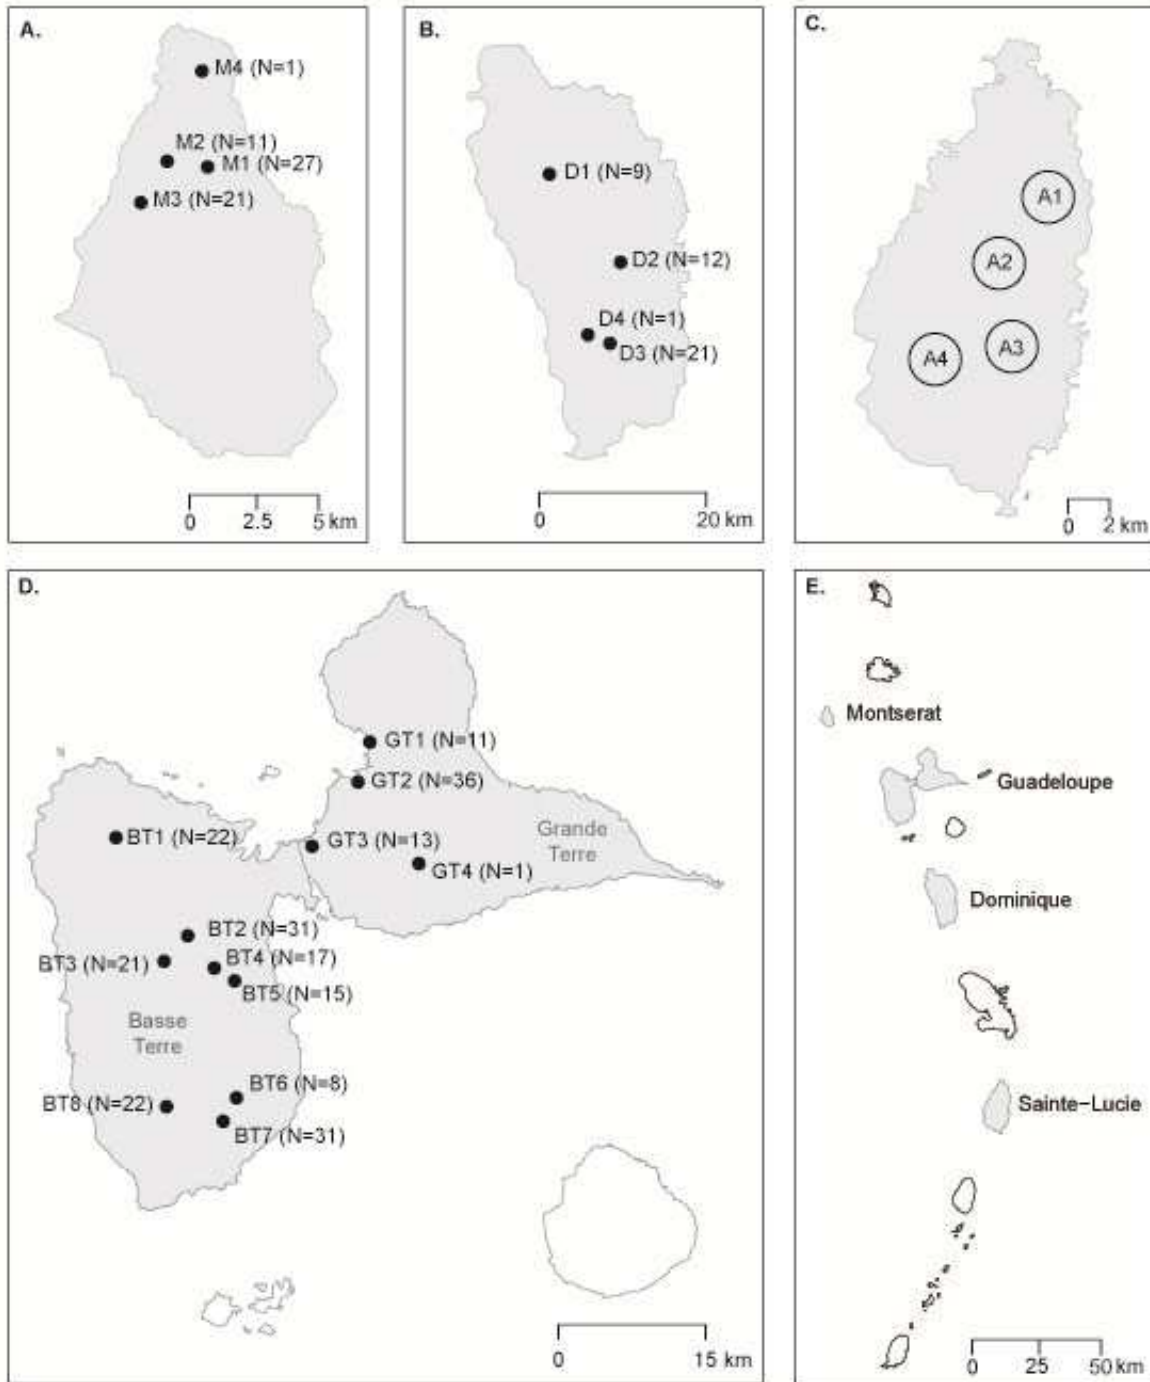 A.
M4 (N=1)
M2 (N=11)
M1 (N=27)
M3 (N=21)
0 2.5 5 km
B.
D1 (N=9)
D2 (N=12)
D4 (N=1)
D3 (N=21)
0 20 km
C.
A1
A2
A3
A4
0 2 km
D.
GT1 (N=11)
GT2 (N=36)
GT3 (N=13)
GT4 (N=1)
Grande
Terre
BT1 (N=22)
BT2 (N=31)
BT3 (N=21)
BT4 (N=17)
BT5 (N=15)
Basse
Terre
BT6 (N=8)
BT8 (N=22)
BT7 (N=31)
0 15 km
E.
Montserat
Guadeloupe
Dominique
Sainte-Lucie
0 25 50 km